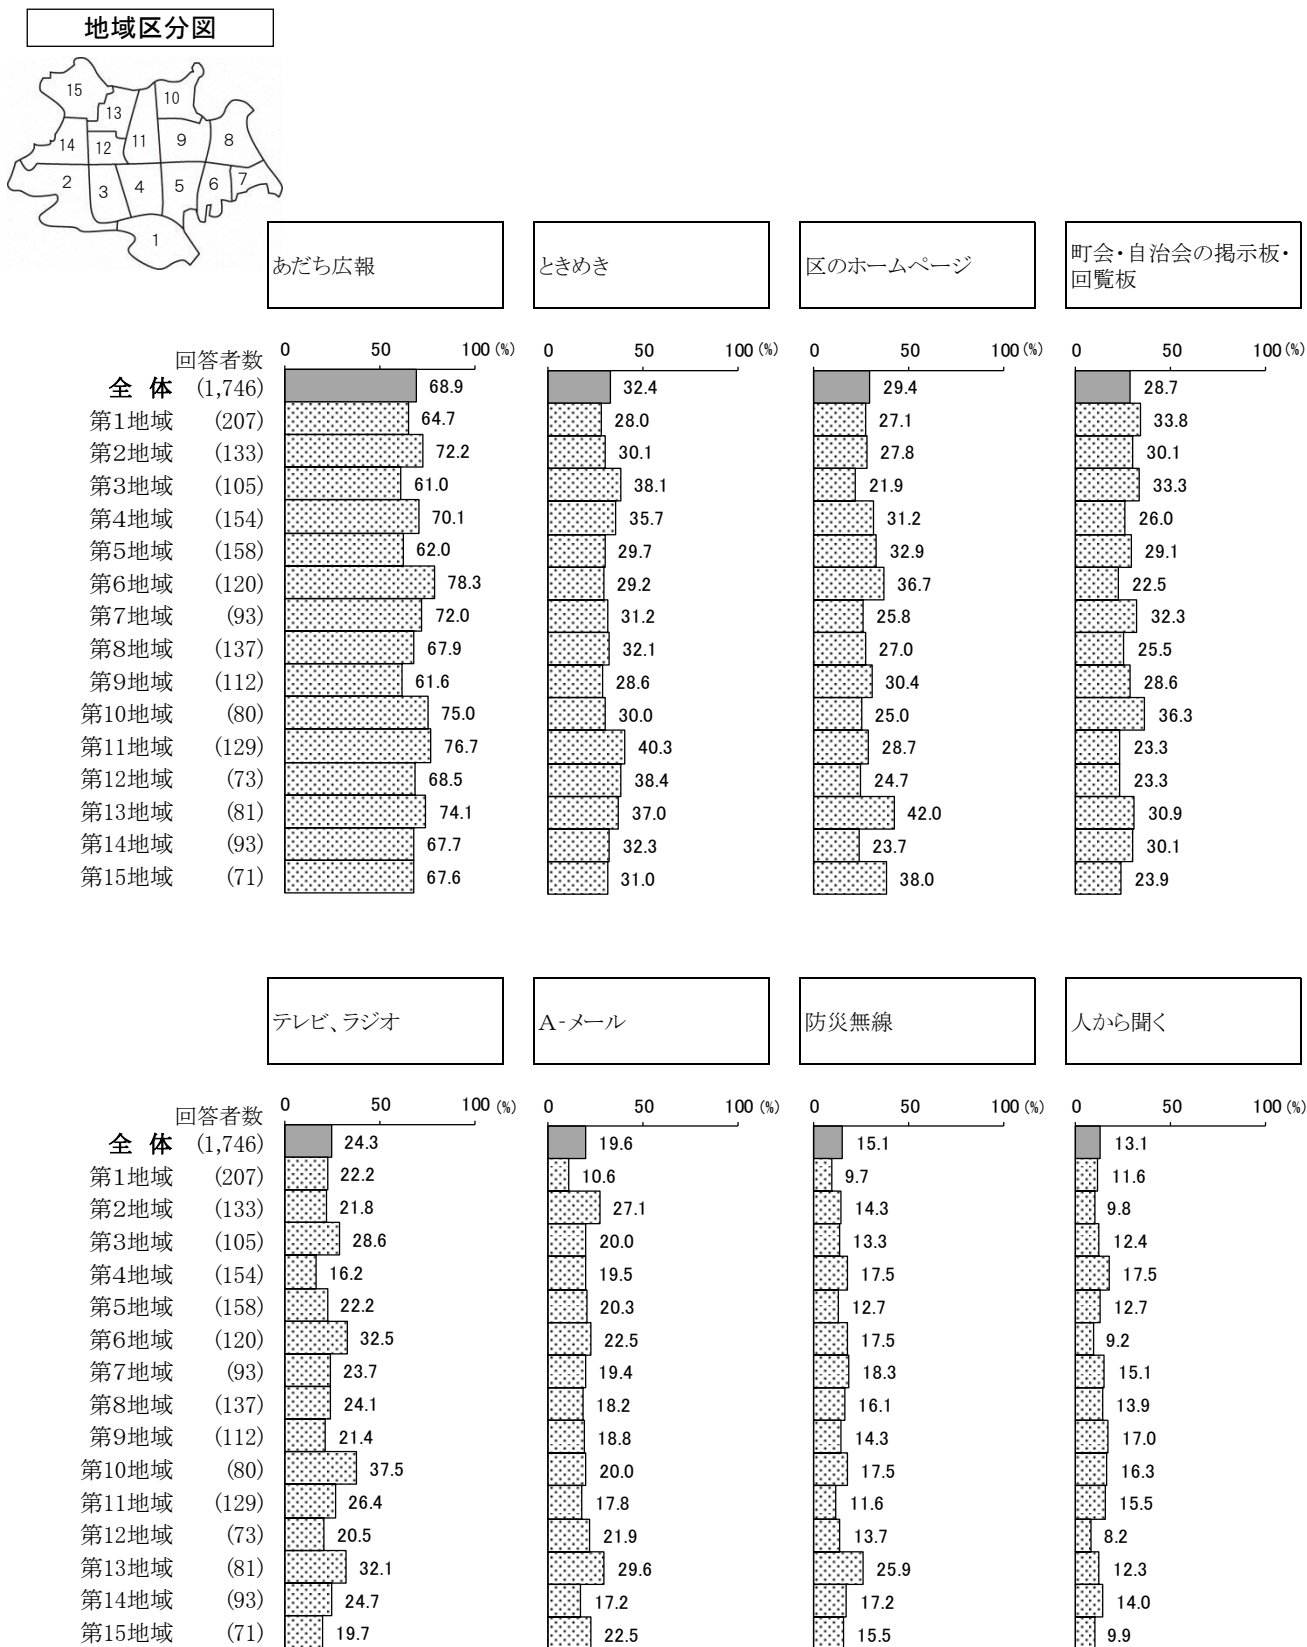 地域区分図
15
10
13
14
12
11
9
8
2
3
4
5
6
7
1
あだち広報
ときめき
区のホームページ
町会・自治会の掲示板・
回覧板
回答者数 0 50 100 (%) 0 50 100 (%) 0 50 100 (%) 0 50 100 (%)
全 体 (1,746) 68.9 32.4 29.4 28.7
第1地域 (207) 64.7 28.0 27.1 33.8
第2地域 (133) 72.2 30.1 27.8 30.1
第3地域 (105) 61.0 38.1 21.9 33.3
第4地域 (154) 70.1 35.7 31.2 26.0
第5地域 (158) 62.0 29.7 32.9 29.1
第6地域 (120) 78.3 29.2 36.7 22.5
第7地域 (93) 72.0 31.2 25.8 32.3
第8地域 (137) 67.9 32.1 27.0 25.5
第9地域 (112) 61.6 28.6 30.4 28.6
第10地域 (80) 75.0 30.0 25.0 36.3
第11地域 (129) 76.7 40.3 28.7 23.3
第12地域 (73) 68.5 38.4 24.7 23.3
第13地域 (81) 74.1 37.0 42.0 30.9
第14地域 (93) 67.7 32.3 23.7 30.1
第15地域 (71) 67.6 31.0 38.0 23.9
テレビ、ラジオ
A-メール
防災無線
人から聞く
回答者数 0 50 100 (%) 0 50 100 (%) 0 50 100 (%) 0 50 100 (%)
全 体 (1,746) 24.3 19.6 15.1 13.1
第1地域 (207) 22.2 10.6 9.7 11.6
第2地域 (133) 21.8 27.1 14.3 9.8
第3地域 (105) 28.6 20.0 13.3 12.4
第4地域 (154) 16.2 19.5 17.5 17.5
第5地域 (158) 22.2 20.3 12.7 12.7
第6地域 (120) 32.5 22.5 17.5 9.2
第7地域 (93) 23.7 19.4 18.3 15.1
第8地域 (137) 24.1 18.2 16.1 13.9
第9地域 (112) 21.4 18.8 14.3 17.0
第10地域 (80) 37.5 20.0 17.5 16.3
第11地域 (129) 26.4 17.8 11.6 15.5
第12地域 (73) 20.5 21.9 13.7 8.2
第13地域 (81) 32.1 29.6 25.9 12.3
第14地域 (93) 24.7 17.2 17.2 14.0
第15地域 (71) 19.7 22.5 15.5 9.9